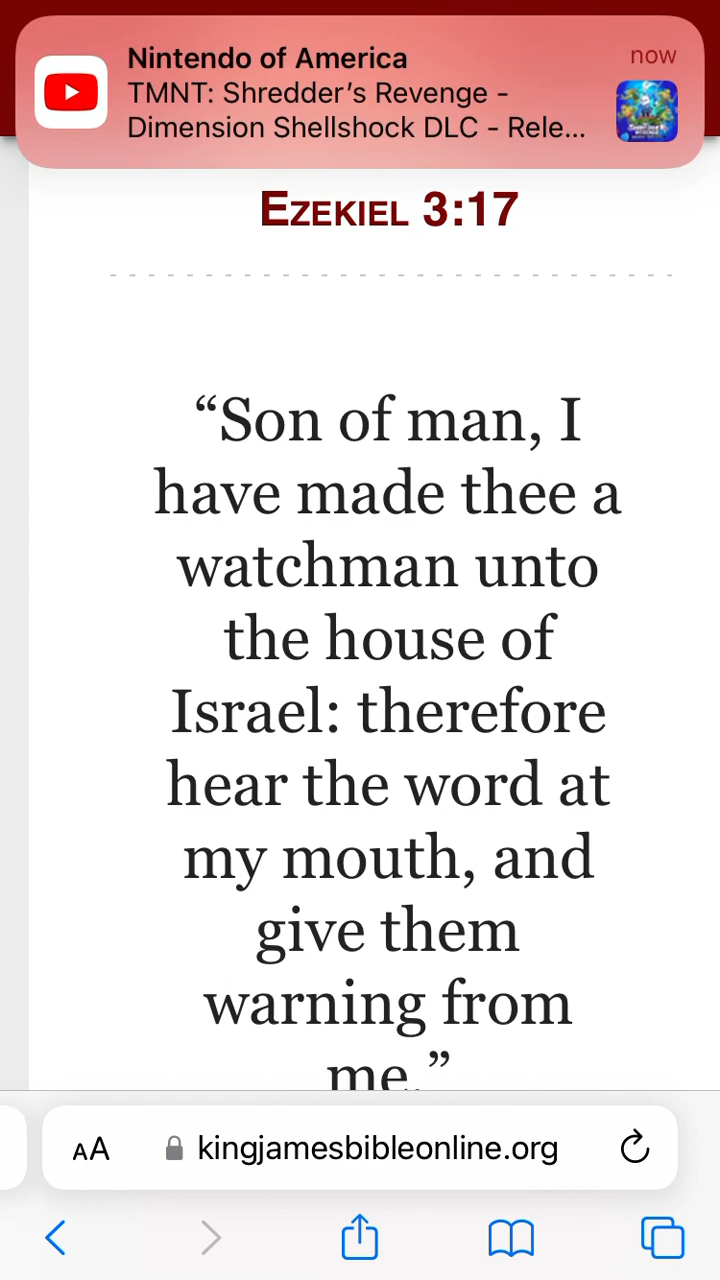 Nintendo of America
now
TMNT: Shredder’s Revenge -
Dimension Shellshock DLC - Rele...
Ezekiel 3:17
“Son of man, I
have made thee a
watchman unto
the house of
Israel: therefore
hear the word at
my mouth, and
give them
warning from
me.”
AA
kingjamesbibleonline.org